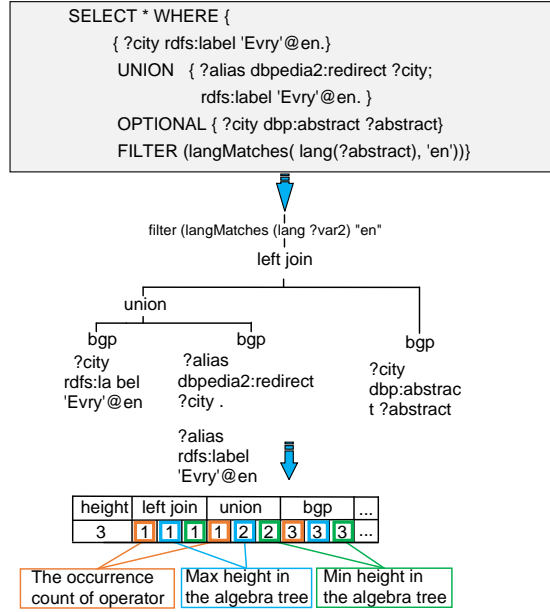 SELECT * WHERE {
{ ?city rdfs:label 'Evry'@en.}
UNION { ?alias dbpedia2:redirect ?city;
rdfs:label 'Evry'@en. }
OPTIONAL { ?city dbp:abstract ?abstract}
FILTER (langMatches( lang(?abstract), 'en'))}
filter (langMatches (lang ?var2) "en"
left join
union
bgp bgp bgp
?city
rdfs:la bel
'Evry'@en
?alias
dbpedia2:redirect
?city .
?alias
rdfs:label
'Evry'@en
?city
dbp:abstrac
t ?abstract
height left join union bgp ...
3 1 1 1 1 2 2 3 3 3 ...
The occurrence
count of operator
Max height in
the algebra tree
Min height in
the algebra tree